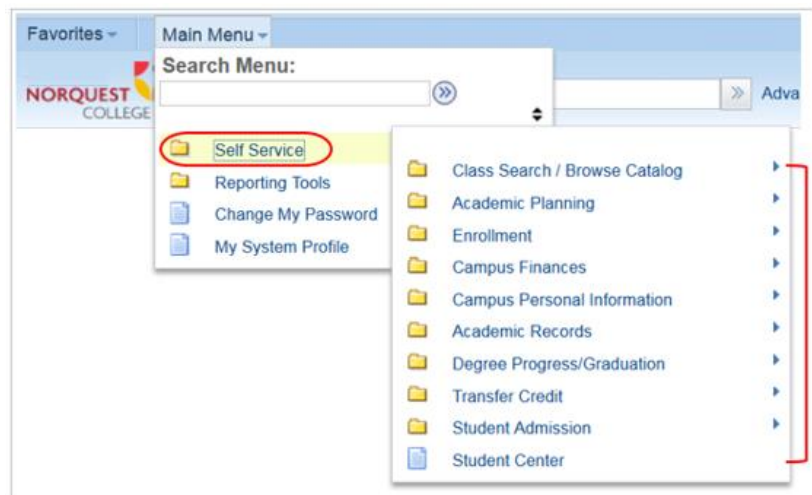 Favorites
Main Menu
Search Menu:
NORQUEST
COLLEGE
Adva
Self Service
Reporting Tools
Change My Password
My System Profile
Class Search / Browse Catalog
Academic Planning
Enrollment
Campus Finances
Campus Personal Information
Academic Records
Degree Progress/Graduation
Transfer Credit
Student Admission
Student Center